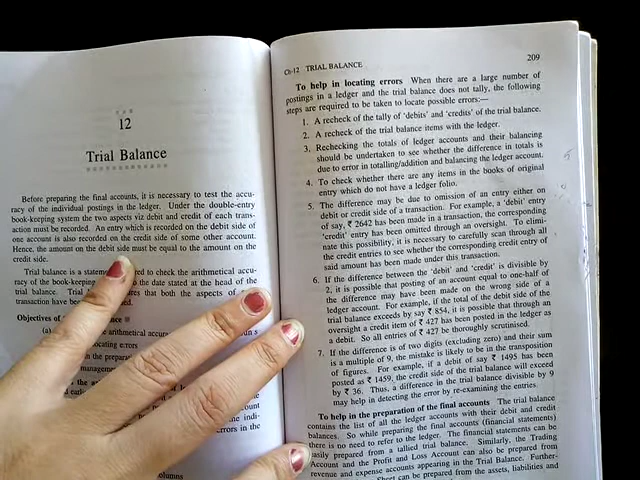 12
Trial Balance
Before preparing the final accounts, it is necessary to test the accu-
racy of the individual postings in the ledger. Under the double-entry
book-keeping system the two aspects viz debit and credit of each trans-
action must be recorded. An entry which is recorded on the debit side of
one account is also recorded on the credit side of some other account.
Hence, the amount on the debit side must be equal to the amount on the
credit side.
Trial balance is a to check the arithmetical accu-
racy of the book-keeping the date stated at the head of the
trial balance. Trial that both the aspects of
transaction have
Objectives of
(a) arithmetical
locating errors
in the
the
in the
the indi-
errors in the
Ch-12 TRIAL BALANCE 209
To help in locating errors When there are a large number of
postings in a ledger and the trial balance does not tally, the following
steps are required to be taken to locate possible errors:—
1. A recheck of the tally of 'debits' and 'credits' of the trial balance.
2. A recheck of the trial balance items with the ledger.
3. Rechecking the totals of ledger accounts and their balancing
should be undertaken to see whether the difference in totals is
due to error in totalling/addition and balancing the ledger account.
4. To check whether there are any items in the books of original
entry which do not have a ledger folio.
5. The difference may be due to omission of an entry either on
debit or credit side of a transaction. For example, a 'debit' entry
of say, ₹ 2642 has been made in a transaction, the corresponding
'credit' entry has been omitted through an oversight. To elimi-
nate this possibility, it is necessary to carefully scan through all
the credit entries to see whether the corresponding credit entry of
said amount has been made under this transaction.
6. If the difference between the 'debit' and 'credit' is divisible by
2, it is possible that posting of an account equal to one-half of
the difference may have been made on the wrong side of a
ledger account. For example, if the total of the debit side of the
trial balance exceeds by say ₹ 854, it is possible that through an
oversight a credit item of ₹ 427 has been posted in the ledger as
a debit. So all entries of ₹ 427 be thoroughly scrutinised.
7. If the difference is of two digits (excluding zero) and their sum
is a multiple of 9, the mistake is likely to be in the transposition
of figures. For example, if a debit of say ₹ 1495 has been
posted as ₹ 1459, the credit side of the trial balance will exceed
by ₹ 36. Thus, a difference in the trial balance divisible by 9
may help in detecting the error by re-examining the entries.
To help in the preparation of the final accounts The trial balance
contains the list of all the ledger accounts with their debit and credit
balances. So while preparing the final accounts (financial statements)
there is no need to refer to the ledger. The financial statements can be
easily prepared from a tallied trial balance. Similarly, the Trading
Account and the Profit and Loss Account can also be prepared from
revenue and expense accounts appearing in the Trial Balance. Further-
Sheet can be prepared from the assets, liabilities and